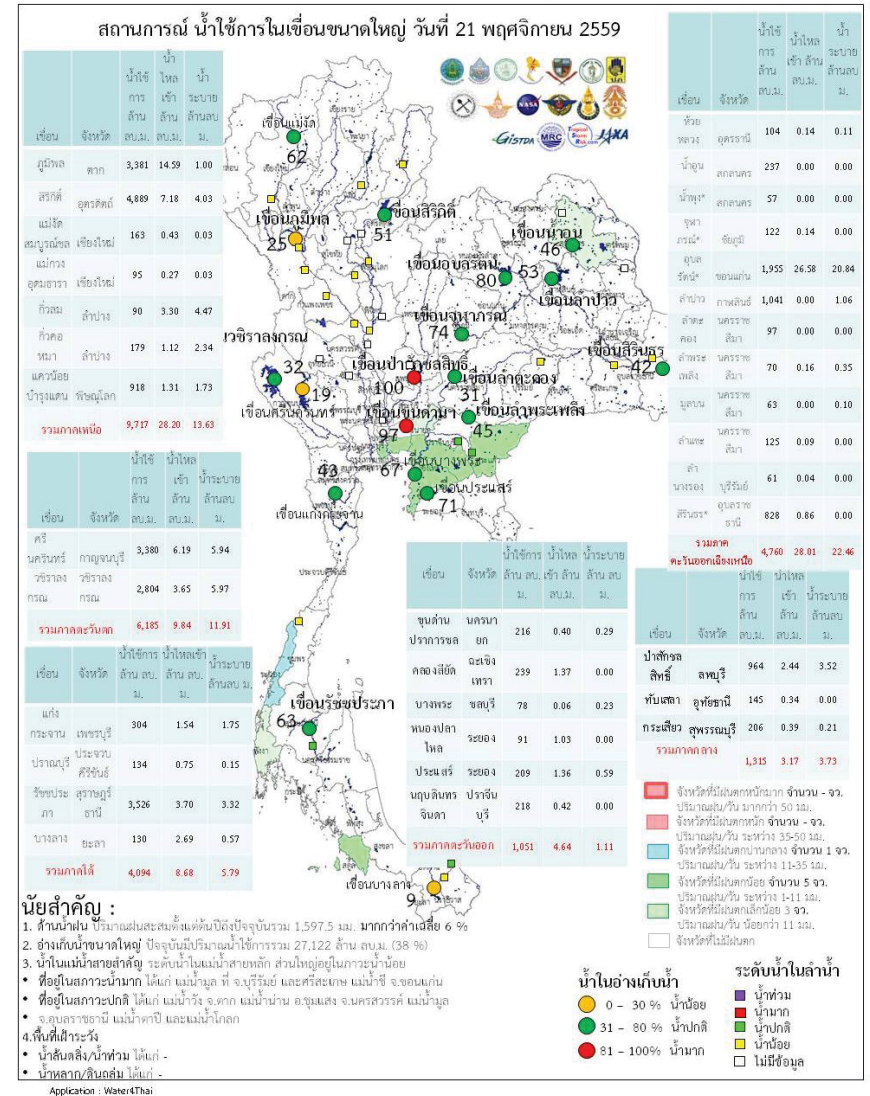 สถานการณ์ น้ำใช้การในเขื่อนขนาดใหญ่ วันที่ 21 พฤศจิกายน 2559
เขื่อน จังหวัด น้ำใช้การ ล้าน ลบ.ม. น้ำไหลเข้า ล้าน ลบ.ม. น้ำระบาย ล้านลบ ม.
ภูมิพล ตาก 3,381 14.59 1.00
สิริกิติ์ อุตรดิตถ์ 4,889 7.18 4.03
แม่งัดสมบูรณ์ชล เชียงใหม่ 163 0.43 0.03
แม่กวงอุดมธารา เชียงใหม่ 95 0.27 0.03
กิ่วลม ลำปาง 90 3.30 4.47
กิ่วคอหมา ลำปาง 179 1.12 2.34
แควน้อยบำรุงแดน พิษณุโลก 918 1.31 1.73
รวมภาคเหนือ 9,717 28.20 13.63
เขื่อน จังหวัด น้ำใช้การ ล้าน ลบ.ม. น้ำไหลเข้า ล้าน ลบ.ม. น้ำระบาย ล้านลบ ม.
ศรีนครินทร์ กาญจนบุรี 3,380 6.19 5.94
วชิราลงกรณ วชิราลงกรณ 2,804 3.65 5.97
รวมภาคตะวันตก 6,185 9.84 11.91
เขื่อน จังหวัด น้ำใช้การ ล้าน ลบ.ม. น้ำไหลเข้า ล้าน ลบ.ม. น้ำระบาย ล้านลบ ม.
แก่งกระจาน เพชรบุรี 304 1.54 1.75
ปราณบุรี ประจวบคีรีขันธ์ 134 0.75 0.15
รัชชประภา สุราษฎร์ธานี 3,526 3.70 3.32
บางลาง ยะลา 130 2.69 0.57
รวมภาคใต้ 4,094 8.68 5.79
เขื่อน จังหวัด น้ำใช้การ ล้าน ลบ.ม. น้ำไหลเข้า ล้าน ลบ.ม. น้ำระบาย ล้านลบ ม.
ห้วยหลวง อุดรธานี 104 0.14 0.11
น้ำอูน สกลนคร 237 0.00 0.00
น้ำพุง* สกลนคร 57 0.00 0.00
จุฬาภรณ์* ชัยภูมิ 122 0.14 0.00
อุบลรัตน์* ขอนแก่น 1,955 26.58 20.84
ลำปาว กาฬสินธุ์ 1,041 0.00 1.06
ลำตะคอง นครราชสีมา 97 0.00 0.00
ลำพระเพลิง นครราชสีมา 70 0.16 0.35
มูลบน นครราชสีมา 63 0.00 0.10
ลำแชะ นครราชสีมา 125 0.09 0.00
ลำนางรอง บุรีรัมย์ 61 0.04 0.00
สิรินธร* อุบลราชธานี 828 0.86 0.00
รวมภาคตะวันออกเฉียงเหนือ 4,760 28.01 22.46
เขื่อน จังหวัด น้ำใช้การ ล้าน ลบ.ม. น้ำไหลเข้า ล้าน ลบ.ม. น้ำระบาย ล้าน ลบ ม.
ขุนด่านปราการชล นครนายก 216 0.40 0.29
คลองสียัด ฉะเชิงเทรา 239 1.37 0.00
บางพระ ชลบุรี 78 0.06 0.23
หนองปลาไหล ระยอง 91 1.03 0.00
ประแสร์ ระยอง 209 1.36 0.59
นฤบดินทรจินดา ปราจีนบุรี 218 0.42 0.00
รวมภาคตะวันออก 1,051 4.64 1.11
เขื่อน จังหวัด น้ำใช้การ ล้าน ลบ.ม. น้ำไหลเข้า ล้าน ลบ.ม. น้ำระบาย ล้านลบ ม.
ป่าสักชลสิทธิ์ ลพบุรี 964 2.44 3.52
ทับเสลา อุทัยธานี 145 0.34 0.00
กระเสียว สุพรรณบุรี 206 0.39 0.21
รวมภาคกลาง 1,315 3.17 3.73
NASA
GISTDA MRC Tropical Storm Risk.com JAXA
เขื่อนแม่งัด 62
เขื่อนภูมิพล 25
เขื่อนสิริกิติ์ 51
เขื่อนน้ำอูน 46
เขื่อนอุบลรัตน์ 80
53 เขื่อนลำปาว
เขื่อนจุฬาภรณ์ 74
เขื่อนสิรินธร 42
วชิราลงกรณ์ 32
19
เขื่อนศรีนครินทร์
เขื่อนป่าสักชลสิทธิ์ 100
เขื่อนลำตะคอง 31
เขื่อนลำพระเพลิง 45
เขื่อนขุนด่านฯ 97
เขื่อนบางพระ 67
เขื่อนประแสร์ 71
43 เขื่อนแก่งกระจาน
เขื่อนรัชชประภา 63
เขื่อนบางลาง 9
จังหวัดที่มีฝนตกหนักมาก จำนวน - จว.
ปริมาณฝน/วัน มากกว่า 50 มม.
จังหวัดที่มีฝนตกหนัก จำนวน - จว.
ปริมาณฝน/วัน ระหว่าง 35-50 มม.
จังหวัดที่มีฝนตกปานกลาง จำนวน 1 จว.
ปริมาณฝน/วัน ระหว่าง 11-35 มม.
จังหวัดที่มีฝนตกน้อย จำนวน 5 จว.
ปริมาณฝน/วัน ระหว่าง 1-11 มม.
จังหวัดที่มีฝนตกเล็กน้อย 3 จว.
ปริมาณฝน/วัน น้อยกว่า 11 มม.
จังหวัดที่ไม่มีฝนตก
นัยสำคัญ :
1. ด้านน้ำฝน ปริมาณฝนสะสมตั้งแต่ต้นปีถึงปัจจุบันรวม 1,597.5 มม. มากกว่าค่าเฉลี่ย 6 %
2. อ่างเก็บน้ำขนาดใหญ่ ปัจจุบันมีปริมาณน้ำใช้การรวม 27,122 ล้าน ลบ.ม. (38 %)
3. น้ำในแม่น้ำสายสำคัญ ระดับน้ำในแม่น้ำสายหลัก ส่วนใหญ่อยู่ในภาวะน้ำน้อย
• ที่อยู่ในสภาวะน้ำมาก ได้แก่ แม่น้ำมูล ที่ จ.บุรีรัมย์ และศรีสะเกษ แม่น้ำชี จ.ขอนแก่น
• ที่อยู่ในสภาวะปกติ ได้แก่ แม่น้ำวัง จ.ตาก แม่น้ำน่าน อ.ชุมแสง จ.นครสวรรค์ แม่น้ำมูล
• จ.อุบลราชธานี แม่น้ำตาปี และแม่น้ำโกลก
4.พื้นที่เฝ้าระวัง
• น้ำล้นตลิ่ง/น้ำท่วม ได้แก่ -
• น้ำหลาก/ดินถล่ม ได้แก่ -
น้ำในอ่างเก็บน้ำ
0 – 30 % น้ำน้อย
31 – 80 % น้ำปกติ
81 – 100% น้ำมาก
ระดับน้ำในลำน้ำ
น้ำท่วม
น้ำมาก
น้ำปกติ
น้ำน้อย
ไม่มีข้อมูล
Application : Water4Thai